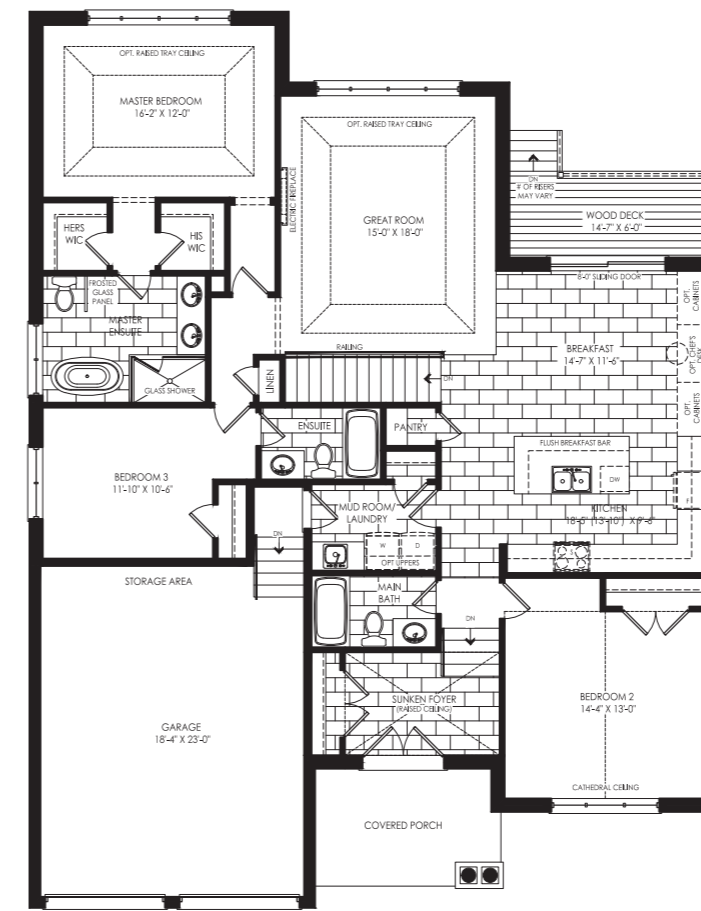 OPT. RAISED TRAY CEILING
MASTER BEDROOM
16'-2" X 12'-0"
OPT. RAISED TRAY CEILING
GREAT ROOM
15'-0" X 18'-0"
ELECTRIC FIREPLACE
DN
# OF RISERS
MAY VARY
WOOD DECK
14'-7" X 6'-0"
HERS
WIC
HIS
WIC
FROSTED
GLASS
PANEL
MASTER
ENSUITE
GLASS SHOWER
8'-0" SLIDING DOOR
OPT.
CABINETS
BREAKFAST
14'-7" X 11'-6"
OPT. CHEF'S
OPT.
CABINETS
RAILING
DN
LINEN
ENSUITE
PANTRY
FLUSH BREAKFAST BAR
DW
KITCHEN
BEDROOM 3
11'-10" X 10'-6"
MUD ROOM/
LAUNDRY
W
D
OPT UPPERS
DN
STORAGE AREA
MAIN
BATH
DN
SUNKEN FOYER
(RAISED CEILING)
BEDROOM 2
14'-4" X 13'-0"
CATHEDRAL CEILING
GARAGE
18'-4" X 23'-0"
COVERED PORCH